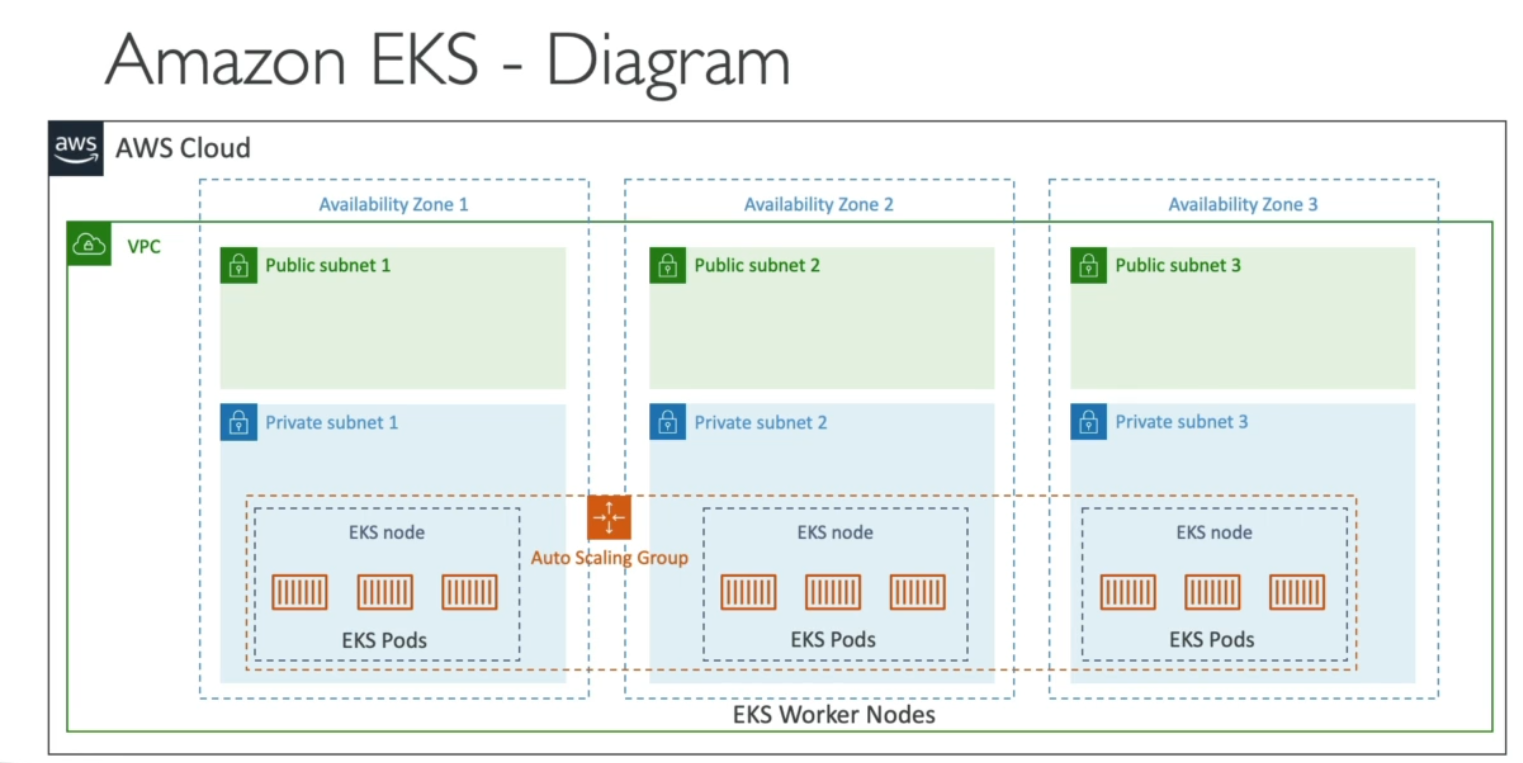 Amazon EKS - Diagram
aws
AWS Cloud
Availability Zone 1
Availability Zone 2
Availability Zone 3
VPC
Public subnet 1
Public subnet 2
Public subnet 3
Private subnet 1
Private subnet 2
Private subnet 3
EKS node
EKS node
EKS node
Auto Scaling Group
EKS Pods
EKS Pods
EKS Pods
EKS Worker Nodes